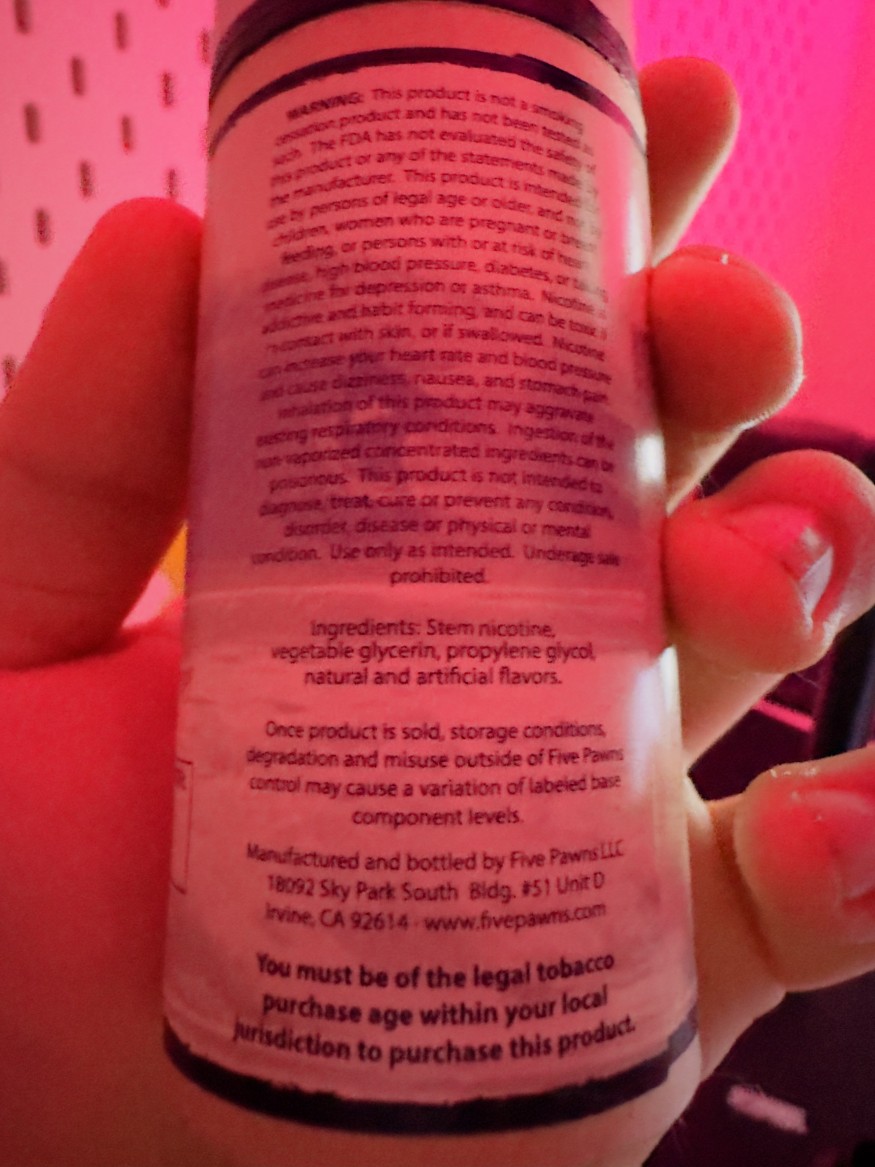 WARNING: This product is not a smoking
cessation product and has not been tested as
such. The FDA has not evaluated the safety of
this product or any of the statements made by
the manufacturer. This product is intended
use by persons of legal age or older, and not by
children, women who are pregnant or breast
feeding, or persons with or at risk of heart
disease, high blood pressure, diabetes, or taking
medicine for depression or asthma. Nicotine is
addictive and habit forming, and can be toxic if
in contact with skin, or if swallowed. Nicotine
can increase your heart rate and blood pressure
and cause dizziness, nausea, and stomach pain.
Inhalation of this product may aggravate
existing respiratory conditions. Ingestion of the
non-vaporized concentrated ingredients can be
poisonous. This product is not intended to
diagnose, treat, cure or prevent any condition,
disorder, disease or physical or mental
condition. Use only as intended. Underage sale
prohibited.
Ingredients: Stem nicotine,
vegetable glycerin, propylene glycol,
natural and artificial flavors.
Once product is sold, storage conditions,
degradation and misuse outside of Five Pawns
control may cause a variation of labeled base
component levels.
Manufactured and bottled by Five Pawns LLC
18092 Sky Park South Bldg. #51 Unit D
Irvine, CA 92614 · www.fivepawns.com
You must be of the legal tobacco
purchase age within your local
jurisdiction to purchase this product.